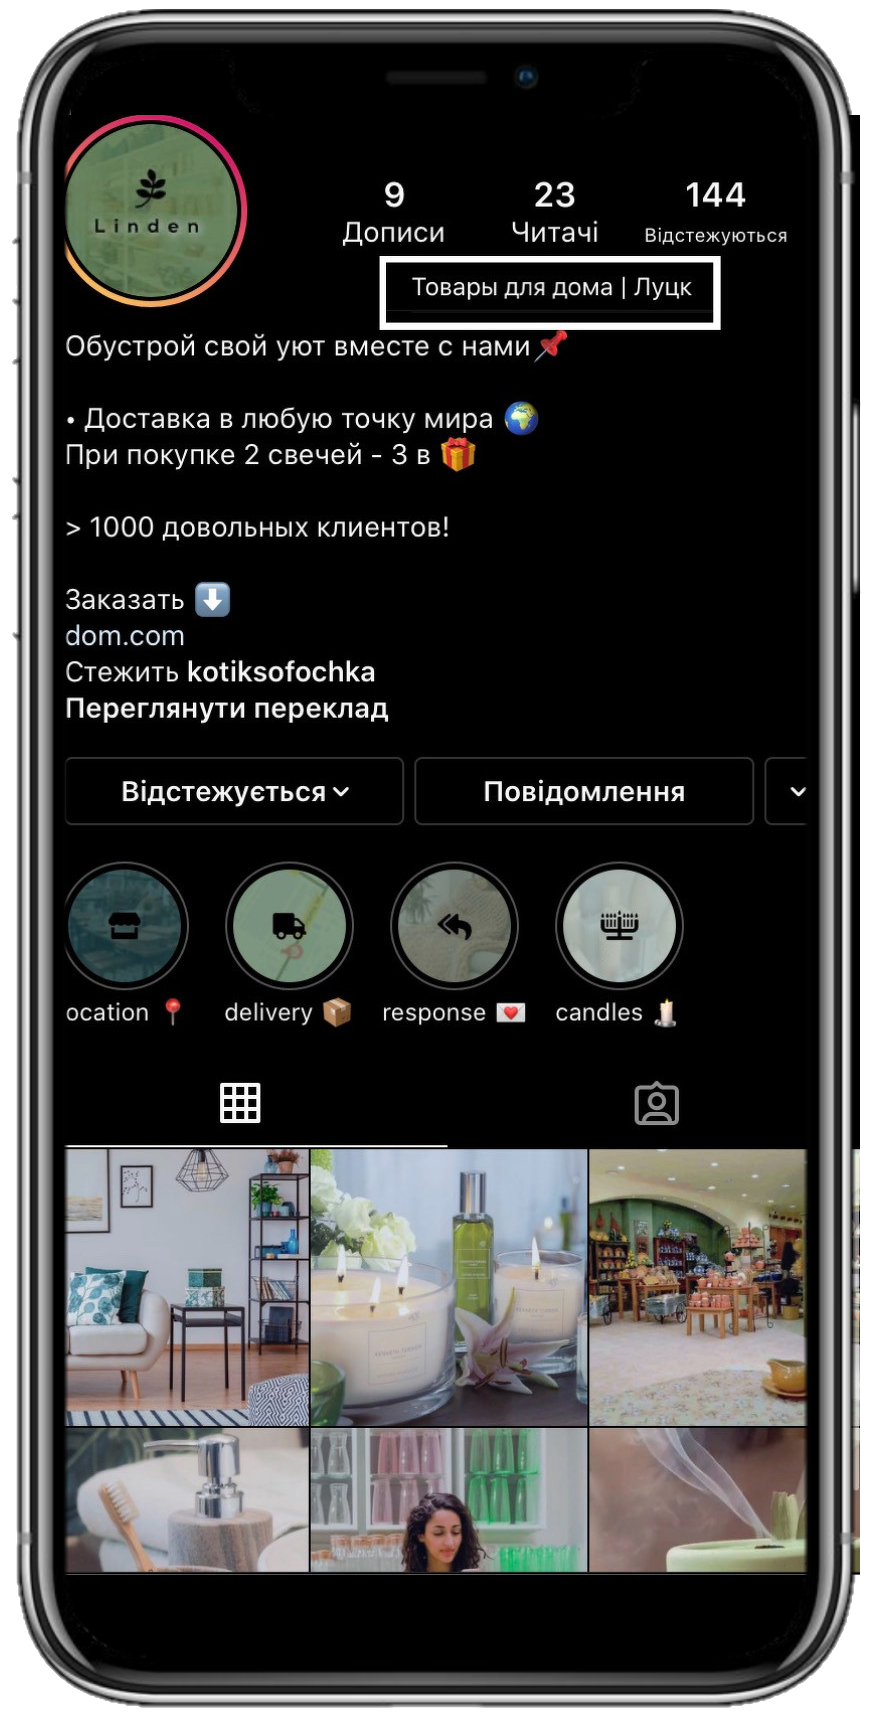 Linden
9
23
144
Дописи
Читачі
Відстежуються
Товары для дома | Луцк
Обустрой свой уют вместе с нами📌
• Доставка в любую точку мира 🌍
При покупке 2 свечей - 3 в 🎁
> 1000 довольных клиентов!
Заказать ⬇️
dom.com
Стежить kotiksofochka
Переглянути переклад
Відстежується
Повідомлення
ocation 📍
delivery 📦
response 💌
candles 🕯️